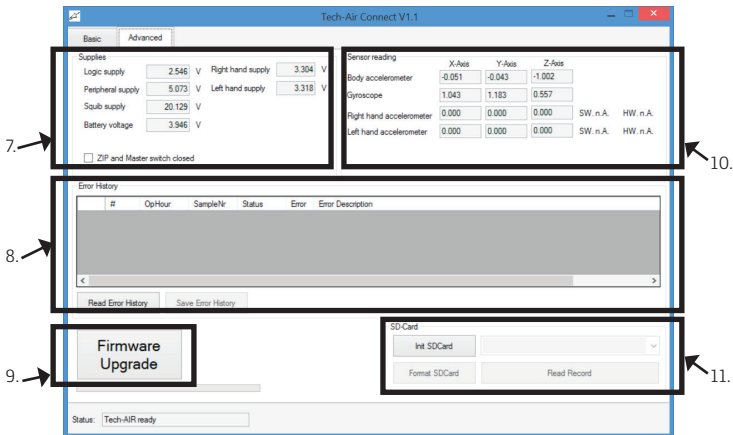 Tech-Air Connect V1.1
Basic Advanced
7.
Supplies
Logic supply 2.546 V Right hand supply 3.304 V
Peripheral supply 5.073 V Left hand supply 3.318 V
Squib supply 20.129 V
Battery voltage 3.946 V
ZIP and Master switch closed
10.
Sensor reading
X-Axis Y-Axis Z-Axis
Body accelerometer -0.051 -0.043 -1.002
Gyroscope 1.043 1.183 0.557
Right hand accelerometer 0.000 0.000 0.000 SW. n.A. HW. n.A.
Left hand accelerometer 0.000 0.000 0.000 SW. n.A. HW. n.A.
8.
Error History
# OpHour SampleNr Status Error Error Description
Read Error History Save Error History
9.
Firmware
Upgrade
11.
SD-Card
Init SDCard
Format SDCard Read Record
Status: Tech-AIR ready